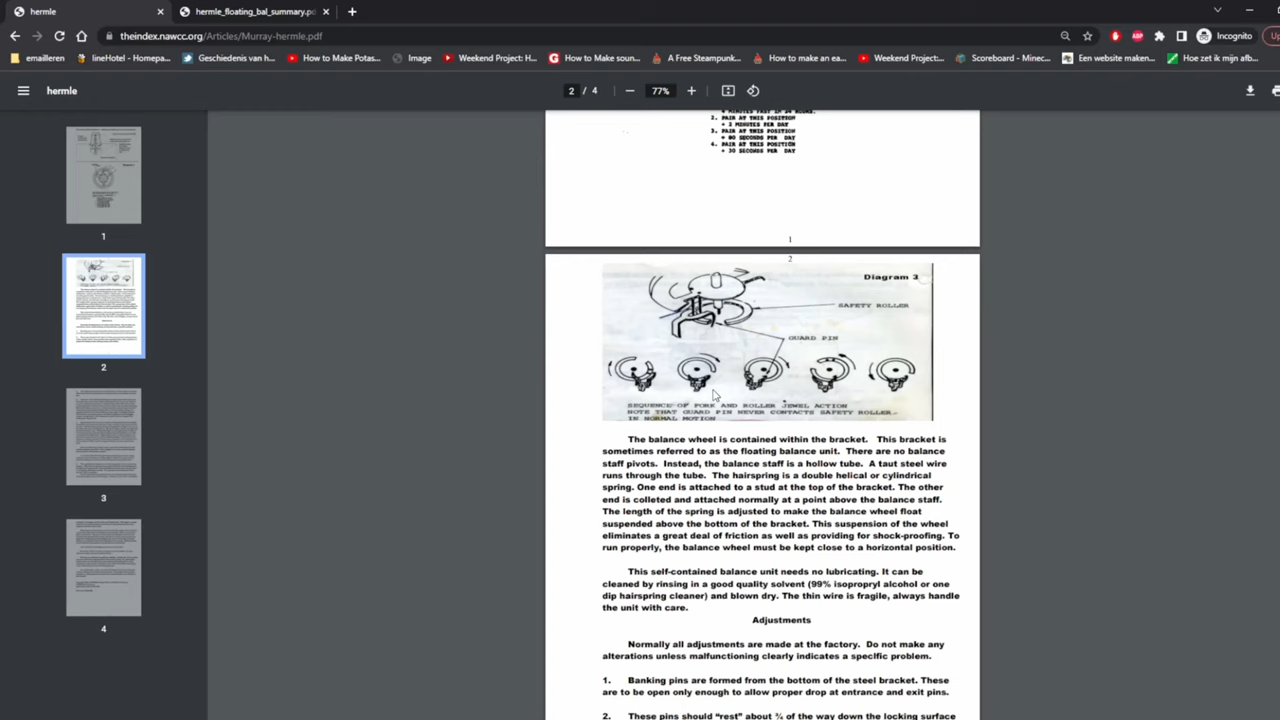 hermle
hermle_floating_bal_summary.pdf
theindex.nawcc.org/Articles/Murray-hermle.pdf
Incognito
emailleren
lineHotel - Homepa...
Geschiedenis van h...
How to Make Potas...
Image
Weekend Project: H...
How to Make soun...
A Free Steampunk...
How to make an ea...
Weekend Project:...
Scoreboard - Minec...
Een website maken...
Hoe zet ik mijn afb...
hermle
2 / 4
77%
2. PAIR AT THIS POSITION
+ 2 MINUTES PER DAY
3. PAIR AT THIS POSITION
SECONDS PER DAY
4. PAIR AT THIS POSITION
+ 30 SECONDS PER DAY
1
2
Diagram 3
SAFETY ROLLER
GUARD PIN
SEQUENCE OF FORK AND ROLLER JEWEL ACTION
NOTE THAT GUARD PIN NEVER CONTACTS SAFETY ROLLER
IN NORMAL MOTION
The balance wheel is contained within the bracket. This bracket is
sometimes referred to as the floating balance unit. There are no balance
staff pivots. Instead, the balance staff is a hollow tube. A taut steel wire
runs through the tube. The hairspring is a double helical or cylindrical
spring. One end is attached to a stud at the top of the bracket. The other
end is colleted and attached normally at a point above the balance staff.
The length of the spring is adjusted to make the balance wheel float
suspended above the bottom of the bracket. This suspension of the wheel
eliminates a great deal of friction as well as providing for shock-proofing. To
run properly, the balance wheel must be kept close to a horizontal position.
This self-contained balance unit needs no lubricating. It can be
cleaned by rinsing in a good quality solvent (99% isopropryl alcohol or one
dip hairspring cleaner) and blown dry. The thin wire is fragile, always handle
the unit with care.
Adjustments
Normally all adjustments are made at the factory. Do not make any
alterations unless malfunctioning clearly indicates a specific problem.
1. Banking pins are formed from the bottom of the steel bracket. These
are to be open only enough to allow proper drop at entrance and exit pins.
2. These pins should "rest" about ¾ of the way down the locking surface
1
2
3
4